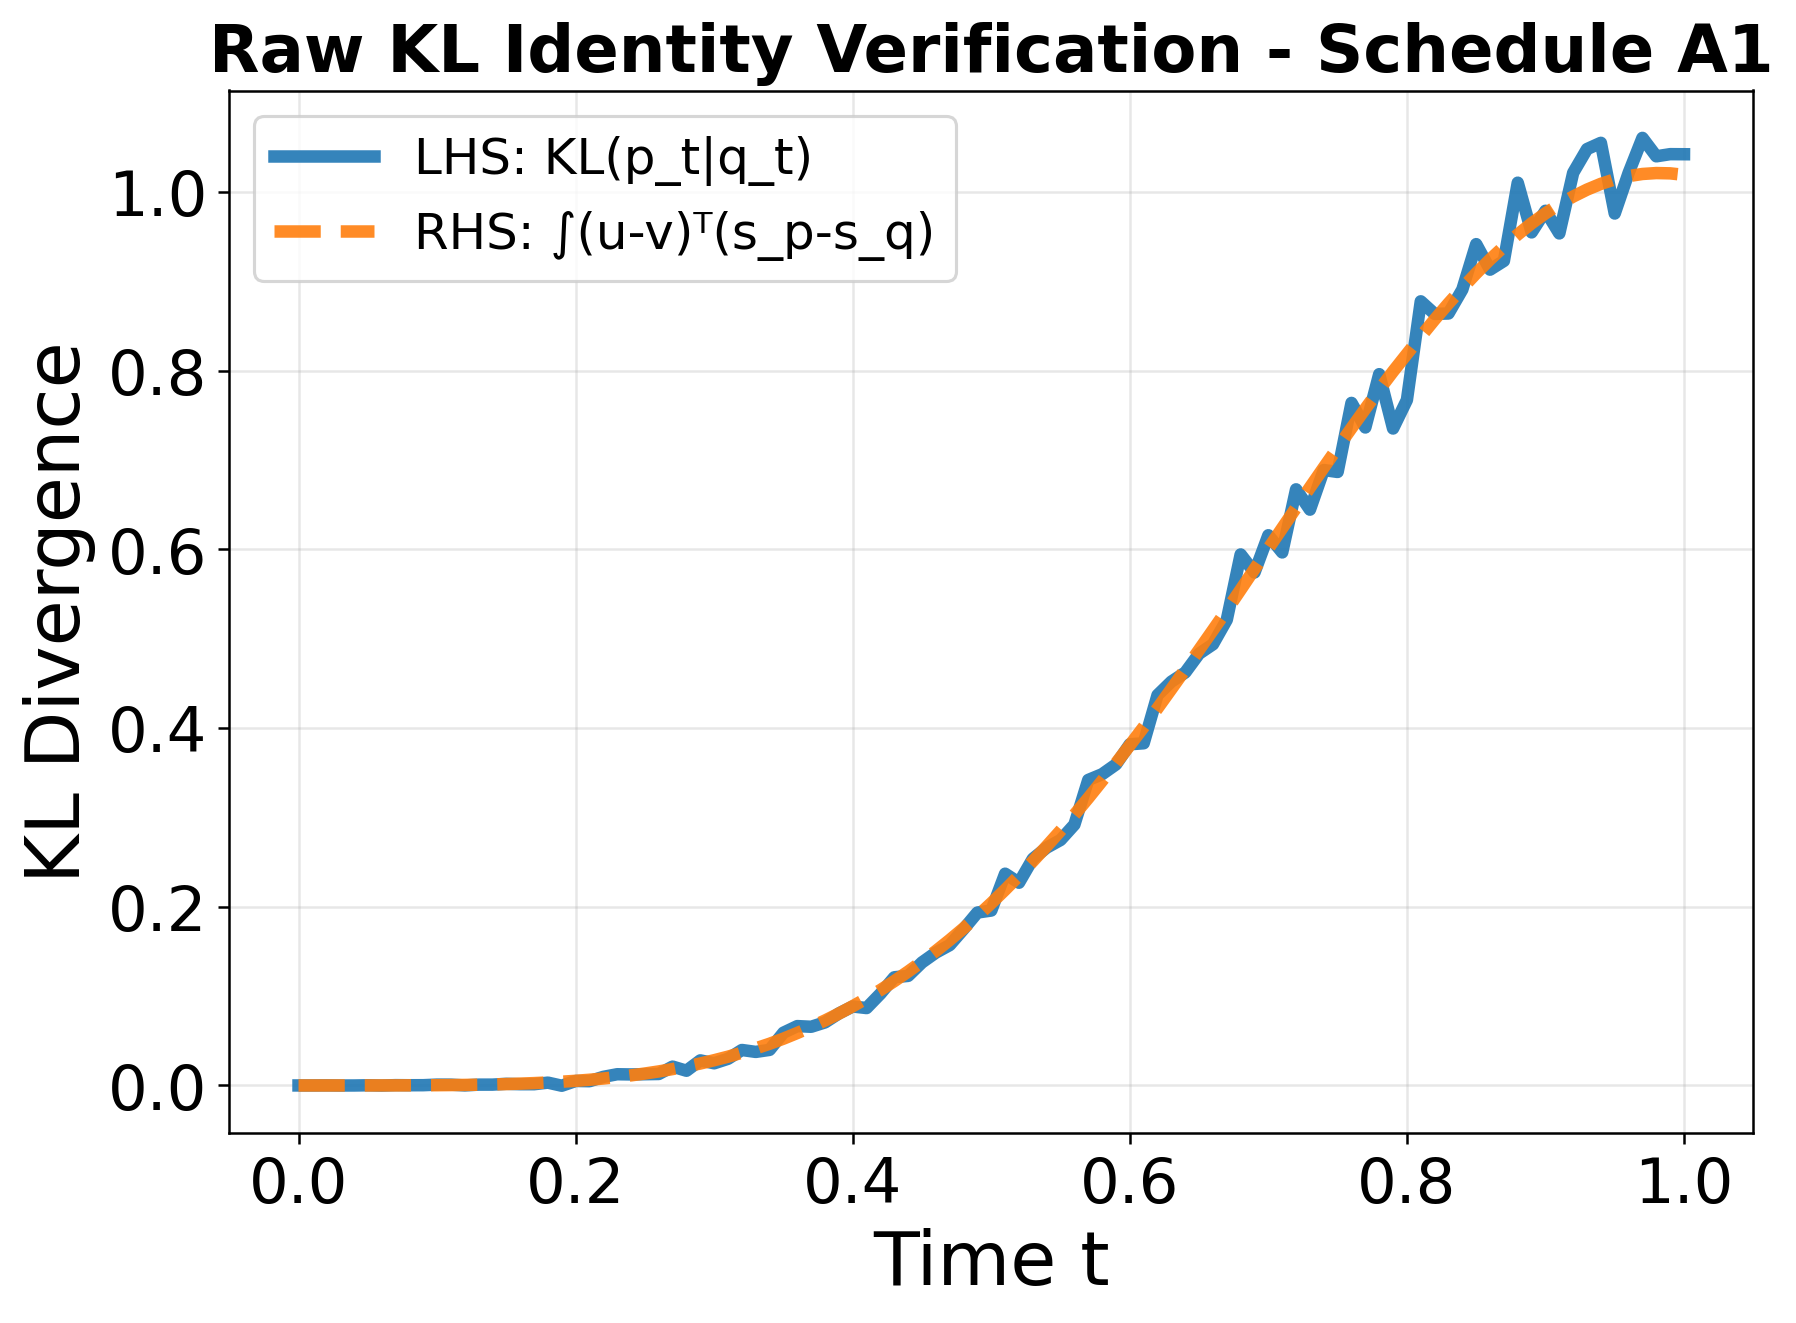 Raw KL Identity Verification - Schedule A1
LHS: KL(p_t|q_t)
RHS: ∫(u-v)ᵀ(s_p-s_q)
KL Divergence
1.0
0.8
0.6
0.4
0.2
0.0
0.0 0.2 0.4 0.6 0.8 1.0
Time t